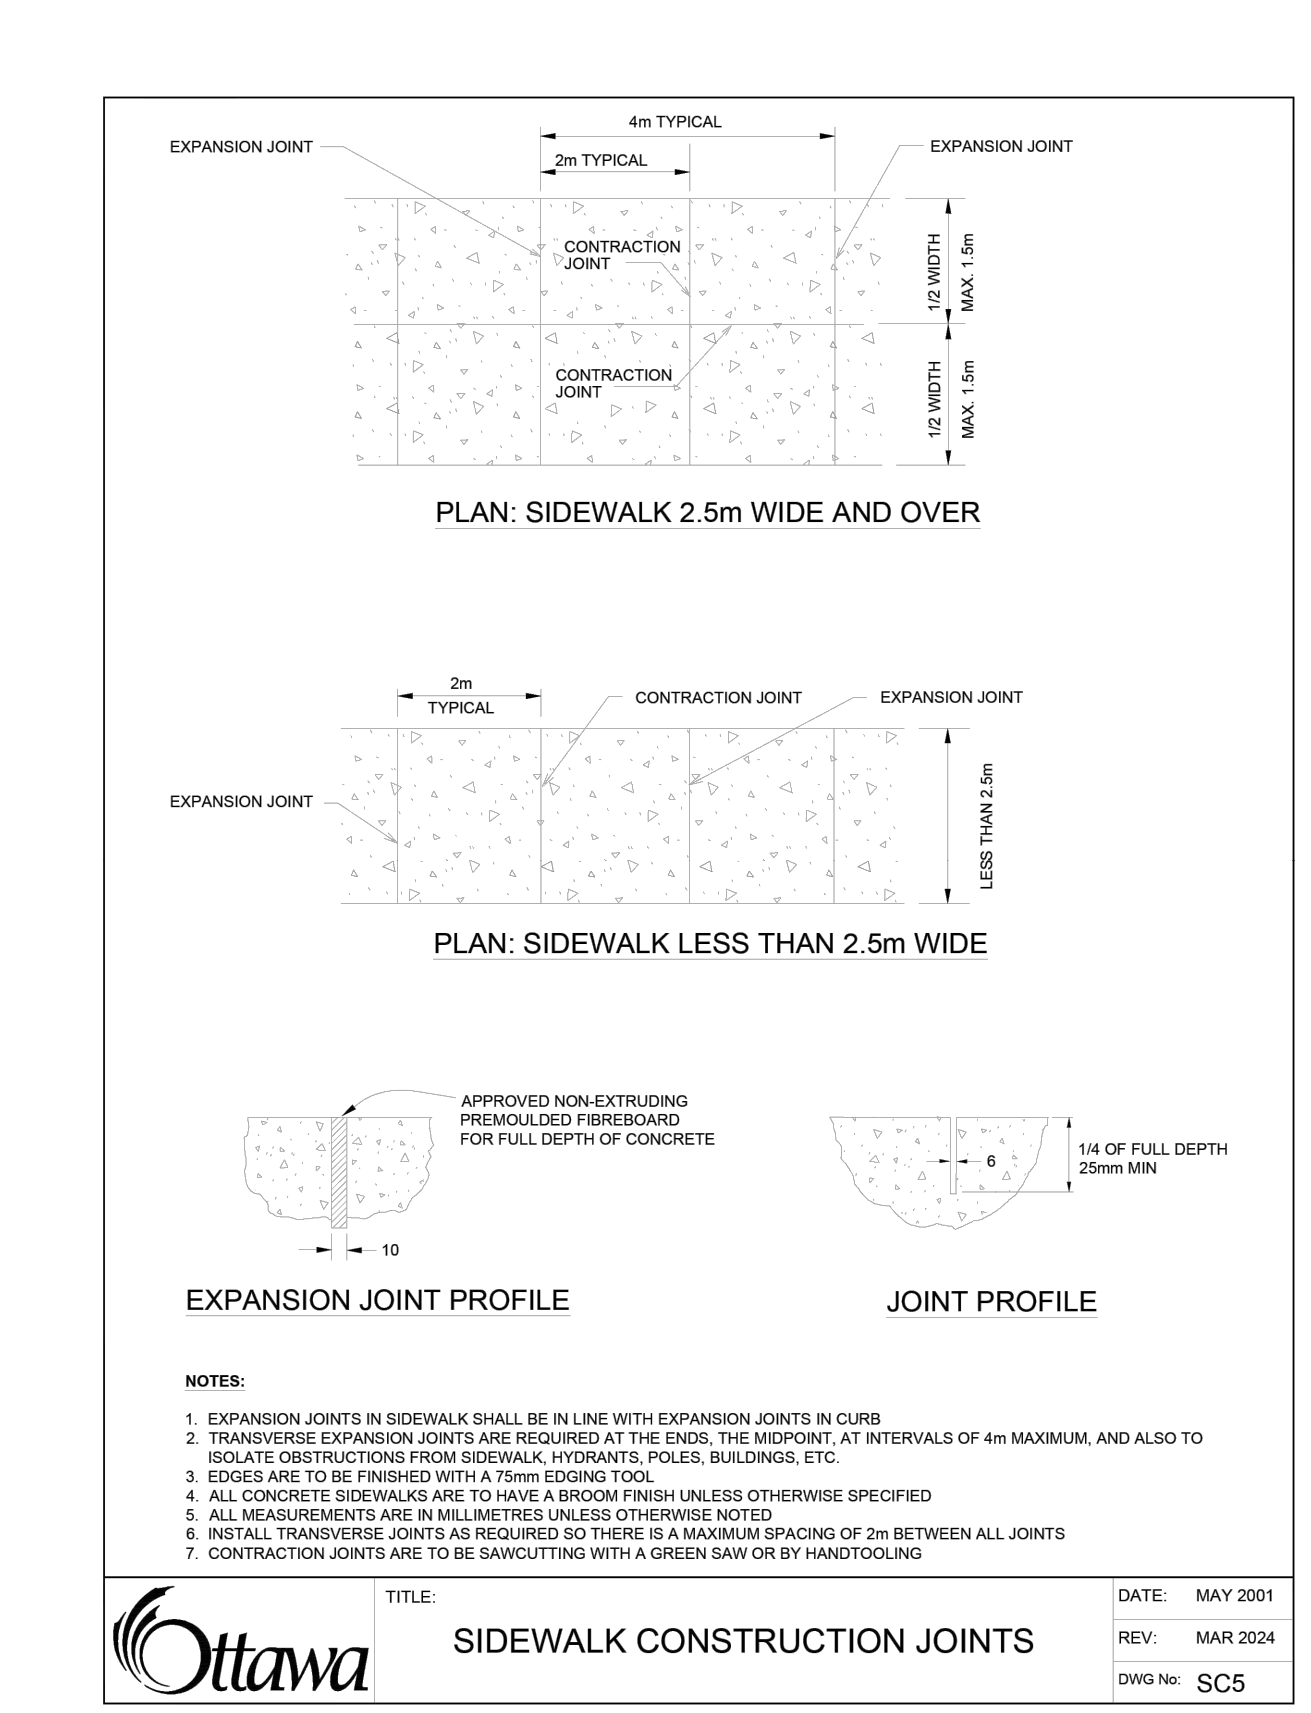 4m TYPICAL
EXPANSION JOINT
EXPANSION JOINT
2m TYPICAL
CONTRACTION
JOINT
1/2 WIDTH
MAX. 1.5m
CONTRACTION
JOINT
1/2 WIDTH
MAX. 1.5m
PLAN: SIDEWALK 2.5m WIDE AND OVER
2m
TYPICAL
CONTRACTION JOINT
EXPANSION JOINT
EXPANSION JOINT
LESS THAN 2.5m
PLAN: SIDEWALK LESS THAN 2.5m WIDE
APPROVED NON-EXTRUDING
PREMOULDED FIBREBOARD
FOR FULL DEPTH OF CONCRETE
10
EXPANSION JOINT PROFILE
6
1/4 OF FULL DEPTH
25mm MIN
JOINT PROFILE
NOTES:
1. EXPANSION JOINTS IN SIDEWALK SHALL BE IN LINE WITH EXPANSION JOINTS IN CURB
2. TRANSVERSE EXPANSION JOINTS ARE REQUIRED AT THE ENDS, THE MIDPOINT, AT INTERVALS OF 4m MAXIMUM, AND ALSO TO
ISOLATE OBSTRUCTIONS FROM SIDEWALK, HYDRANTS, POLES, BUILDINGS, ETC.
3. EDGES ARE TO BE FINISHED WITH A 75mm EDGING TOOL
4. ALL CONCRETE SIDEWALKS ARE TO HAVE A BROOM FINISH UNLESS OTHERWISE SPECIFIED
5. ALL MEASUREMENTS ARE IN MILLIMETRES UNLESS OTHERWISE NOTED
6. INSTALL TRANSVERSE JOINTS AS REQUIRED SO THERE IS A MAXIMUM SPACING OF 2m BETWEEN ALL JOINTS
7. CONTRACTION JOINTS ARE TO BE SAWCUTTING WITH A GREEN SAW OR BY HANDTOOLING
Ottawa
TITLE:
SIDEWALK CONSTRUCTION JOINTS
DATE: MAY 2001
REV: MAR 2024
DWG No: SC5